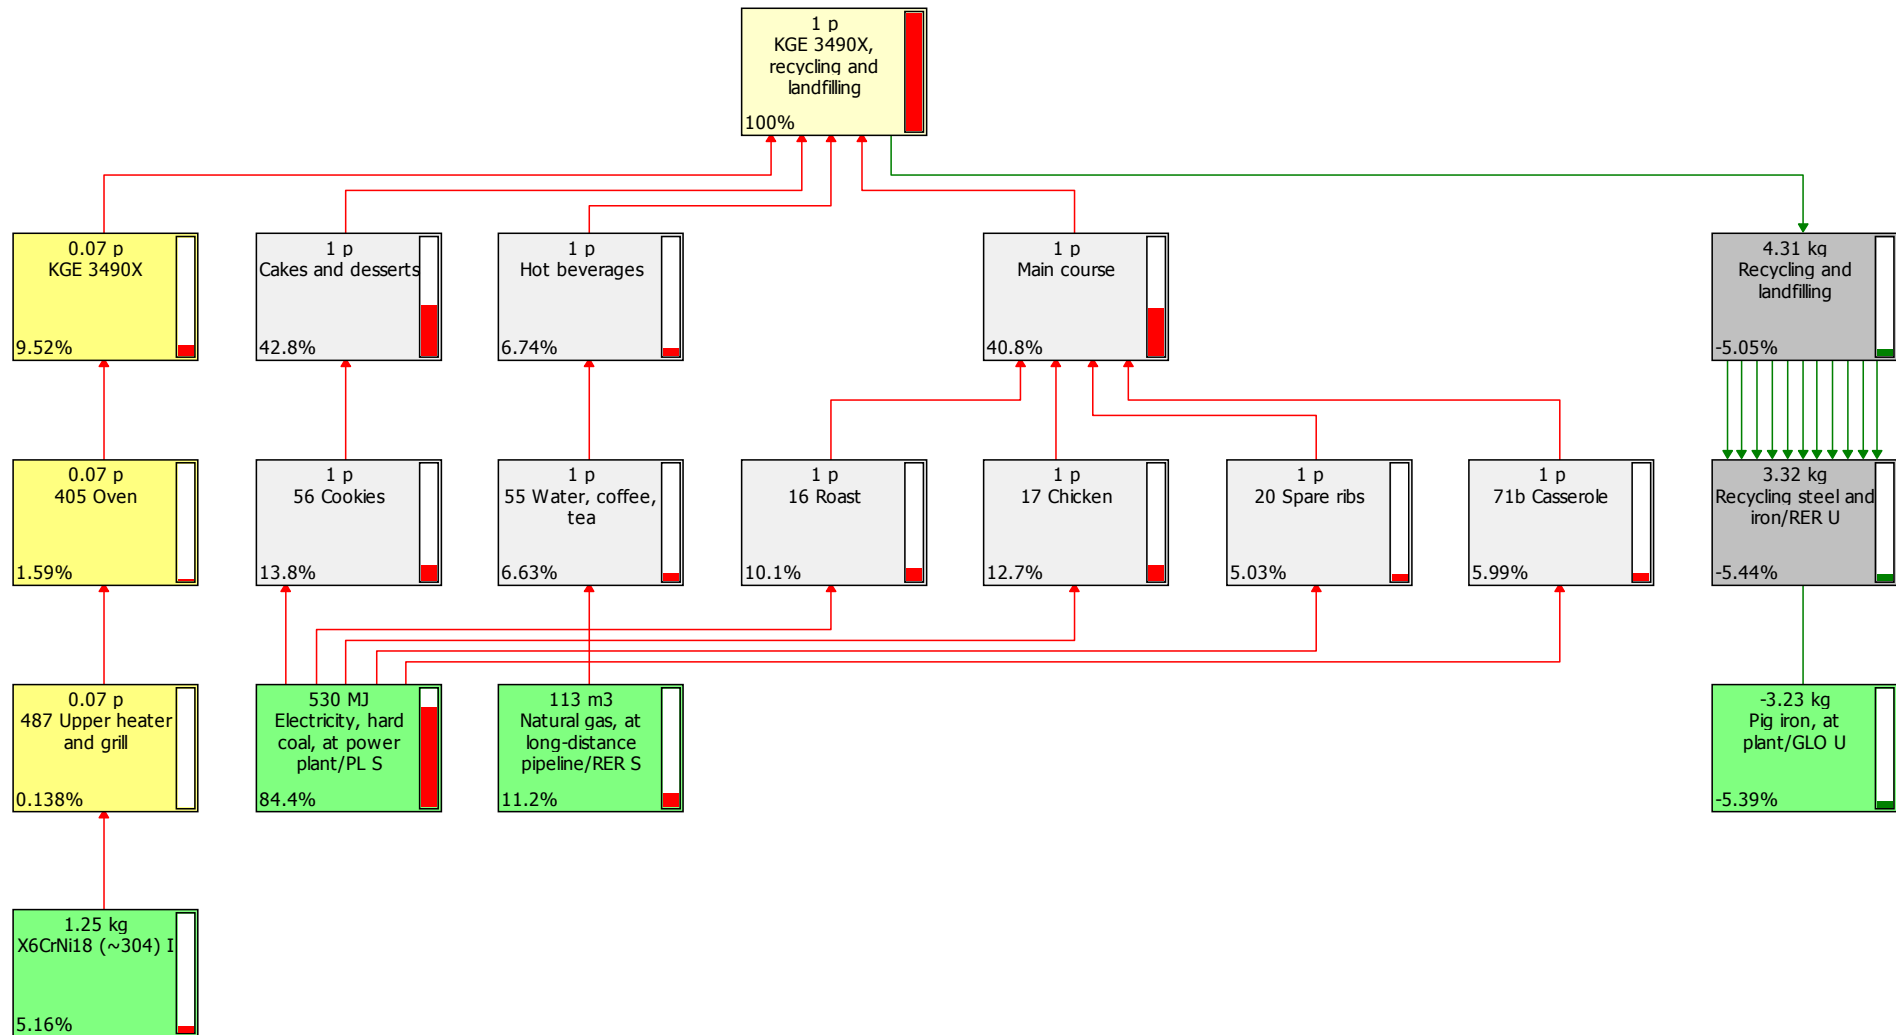 1 p
KGE 3490X,
recycling and
landfilling
100%
0.07 p
KGE 3490X
9.52%
1 p
Cakes and desserts
42.8%
1 p
Hot beverages
6.74%
1 p
Main course
40.8%
4.31 kg
Recycling and
landfilling
-5.05%
0.07 p
405 Oven
1.59%
1 p
56 Cookies
13.8%
1 p
55 Water, coffee,
tea
6.63%
1 p
16 Roast
10.1%
1 p
17 Chicken
12.7%
1 p
20 Spare ribs
5.03%
1 p
71b Casserole
5.99%
3.32 kg
Recycling steel and
iron/RER U
-5.44%
0.07 p
487 Upper heater
and grill
0.138%
530 MJ
Electricity, hard
coal, at power
plant/PL S
84.4%
113 m3
Natural gas, at
long-distance
pipeline/RER S
11.2%
-3.23 kg
Pig iron, at
plant/GLO U
-5.39%
1.25 kg
X6CrNi18 (~304) I
5.16%